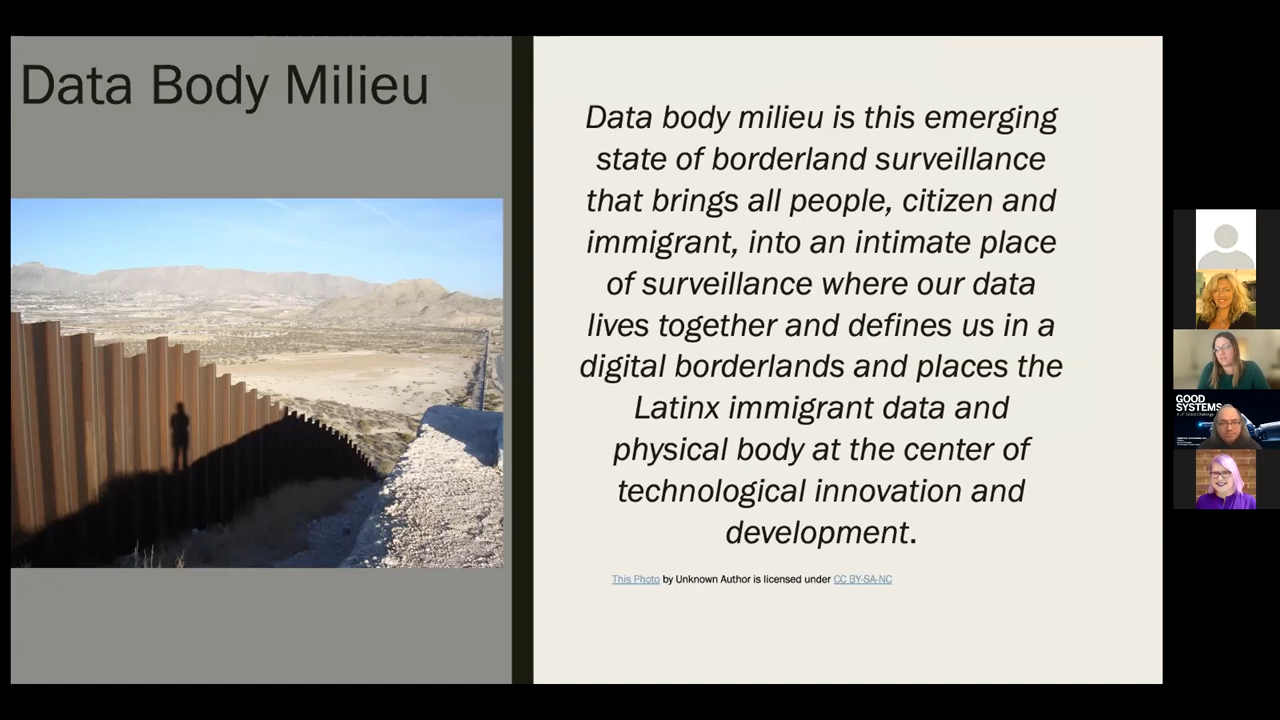 Data Body Milieu
Data body milieu is this emerging
state of borderland surveillance
that brings all people, citizen and
immigrant, into an intimate place
of surveillance where our data
lives together and defines us in a
digital borderlands and places the
Latinx immigrant data and
physical body at the center of
technological innovation and
development.
This Photo by Unknown Author is licensed under CC BY-SA-NC
GOOD
SYSTEMS